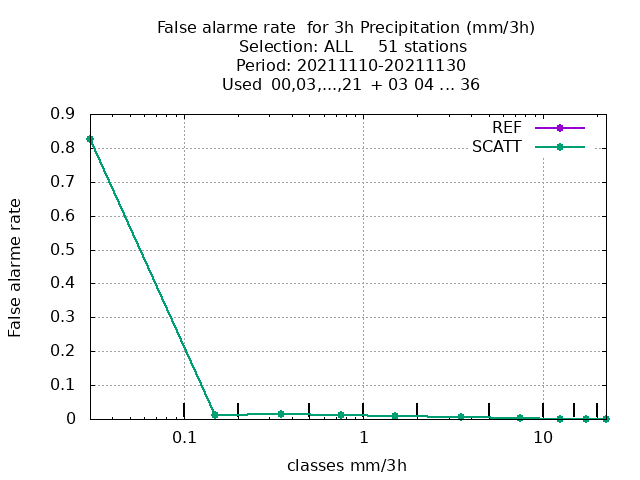 False alarme rate  for 3h Precipitation (mm/3h)
Selection: ALL     51 stations
Period: 20211110-20211130
Used  00,03,...,21  + 03 04 ... 36
REF
SCATT
0.9
0.8
0.7
0.6
0.5
0.4
0.3
0.2
0.1
0
False alarme rate
0.1 1 10
classes mm/3h